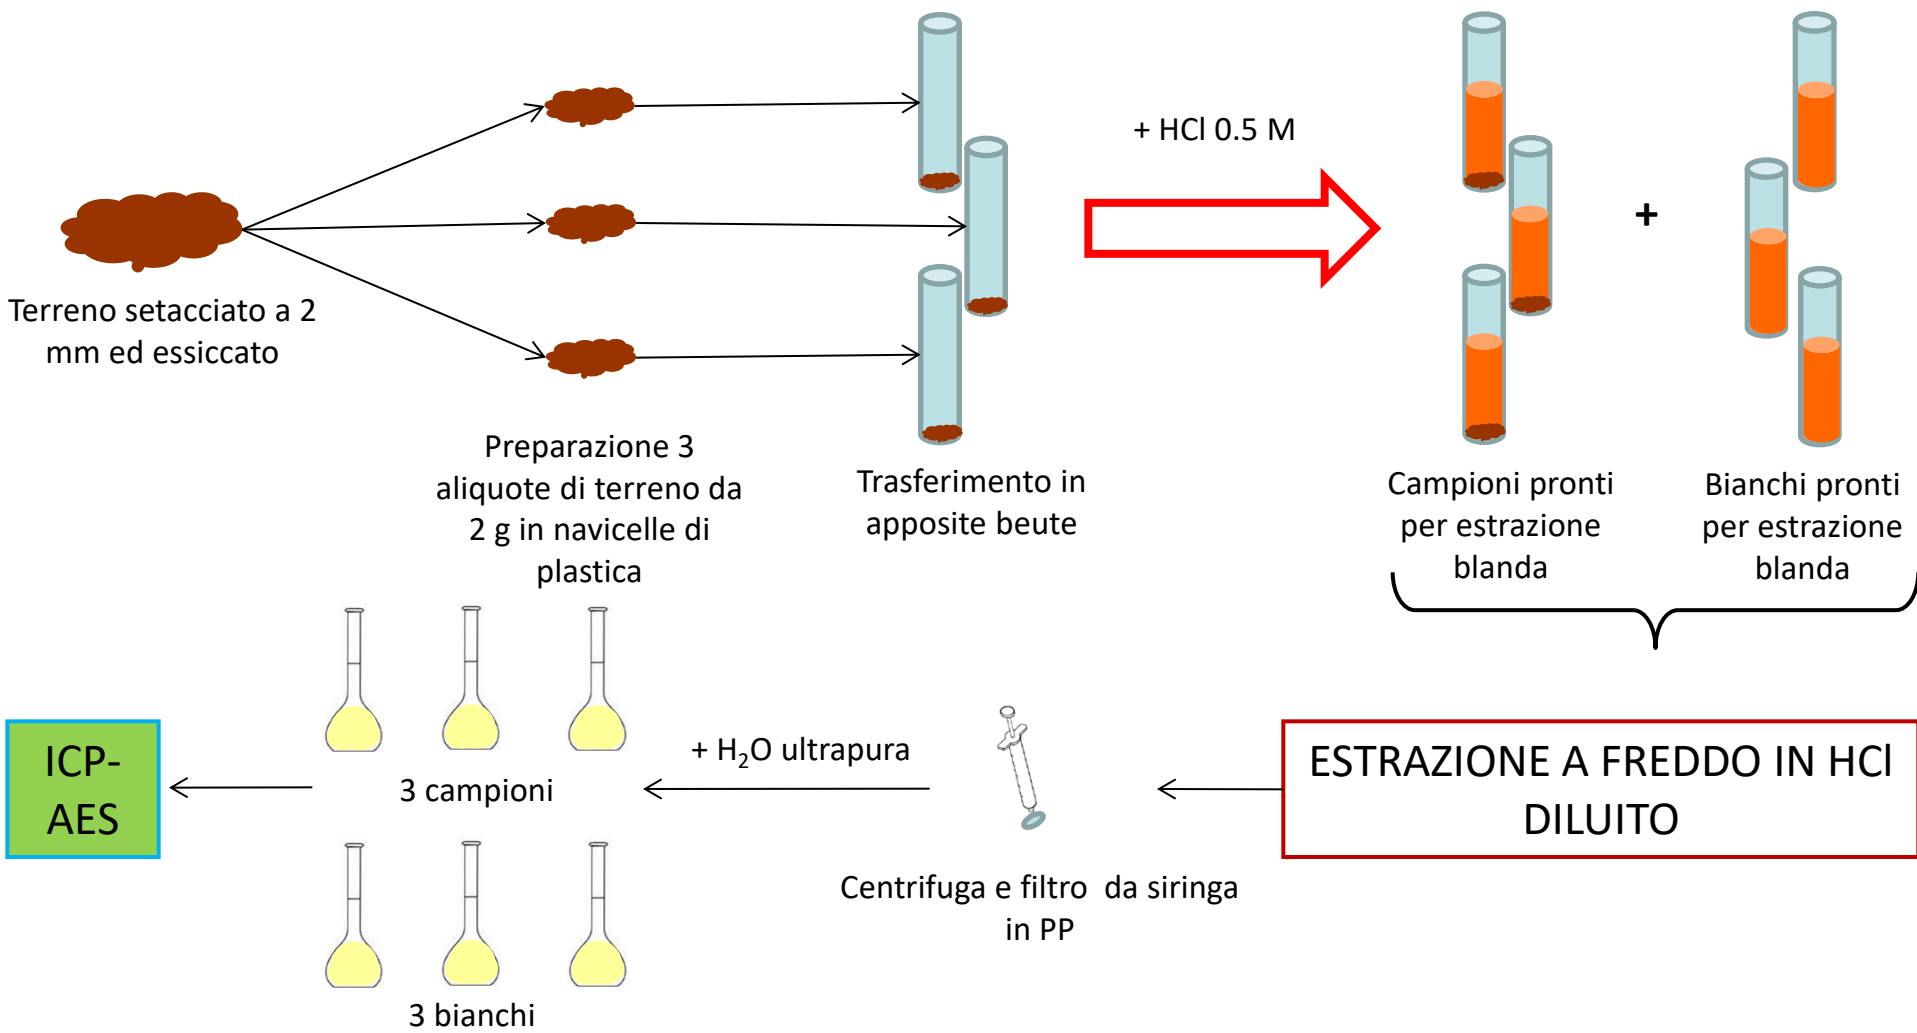 + HCl 0.5 M
+
Terreno setacciato a 2
mm ed essiccato
Preparazione 3
aliquote di terreno da
2 g in navicelle di
plastica
Trasferimento in
apposite beute
Campioni pronti
per estrazione
blanda
Bianchi pronti
per estrazione
blanda
ESTRAZIONE A FREDDO IN HCl
DILUITO
Centrifuga e filtro da siringa
in PP
+ H₂O ultrapura
3 campioni
3 bianchi
ICP-
AES